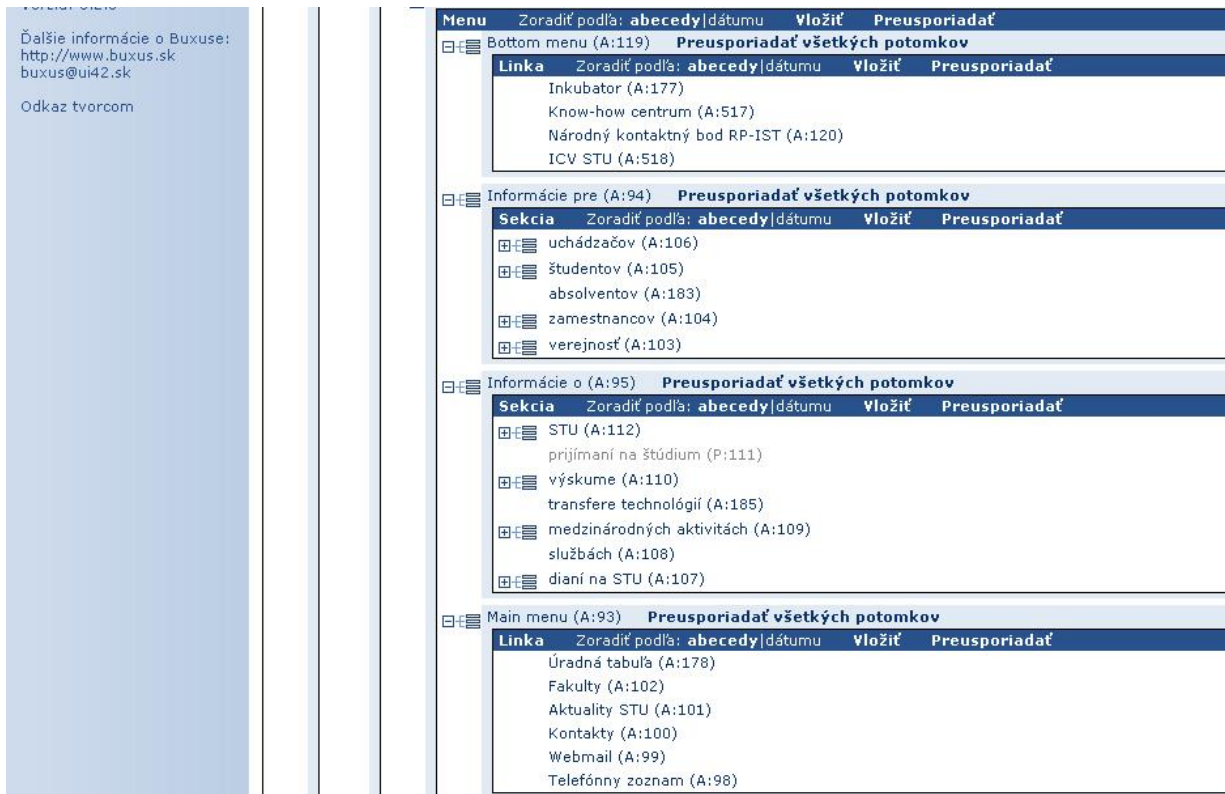 Ďalšie informácie o Buxuse:
http://www.buxus.sk
buxus@ui42.sk
Odkaz tvorcom
Menu Zoradiť podľa: abecedy|dátumu Vložiť Preusporiadať
Bottom menu (A:119) Preusporiadať všetkých potomkov
Linka Zoradiť podľa: abecedy|dátumu Vložiť Preusporiadať
Inkubator (A:177)
Know-how centrum (A:517)
Národný kontaktný bod RP-IST (A:120)
ICV STU (A:518)
Informácie pre (A:94) Preusporiadať všetkých potomkov
Sekcia Zoradiť podľa: abecedy|dátumu Vložiť Preusporiadať
uchádzačov (A:106)
študentov (A:105)
absolventov (A:183)
zamestnancov (A:104)
verejnosť (A:103)
Informácie o (A:95) Preusporiadať všetkých potomkov
Sekcia Zoradiť podľa: abecedy|dátumu Vložiť Preusporiadať
STU (A:112)
prijímaní na štúdium (P:111)
výskume (A:110)
transfere technológií (A:185)
medzinárodných aktivitách (A:109)
službách (A:108)
dianí na STU (A:107)
Main menu (A:93) Preusporiadať všetkých potomkov
Linka Zoradiť podľa: abecedy|dátumu Vložiť Preusporiadať
Úradná tabuľa (A:178)
Fakulty (A:102)
Aktuality STU (A:101)
Kontakty (A:100)
Webmail (A:99)
Telefónny zoznam (A:98)